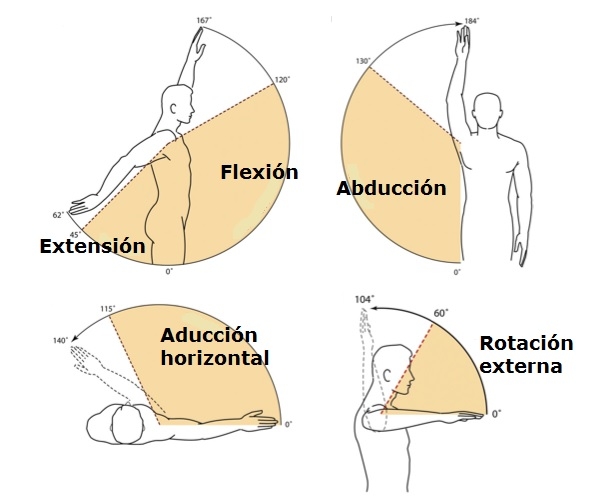 167°
120°
Flexión
62°
45°
Extensión
0°
184°
130°
Abducción
0°
115°
140°
Aducción
horizontal
0°
104°
60°
Rotación
externa
0°